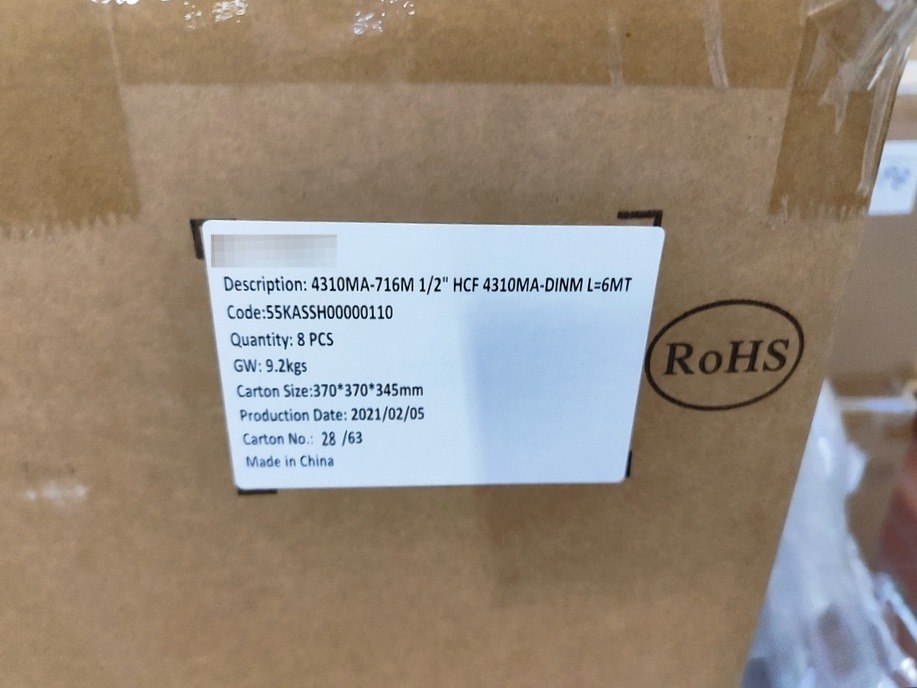 Description: 4310MA-716M 1/2" HCF 4310MA-DINM L=6MT
Code:55KASSH00000110
Quantity: 8 PCS
GW: 9.2kgs
Carton Size:370*370*345mm
Production Date: 2021/02/05
Carton No.: 28 /63
Made in China
RoHS